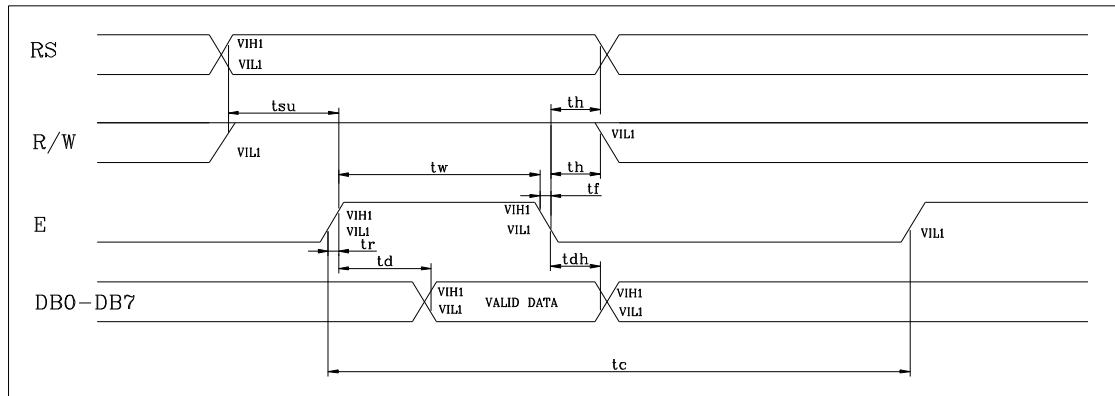 RS
VIH1
VIL1
tsu
th
R/W
VIL1
VIL1
tw
th
tf
E
VIH1
VIL1
VIH1
VIL1
VIL1
tr
td
tdh
DB0-DB7
VIH1
VIL1
VALID DATA
VIH1
VIL1
tc